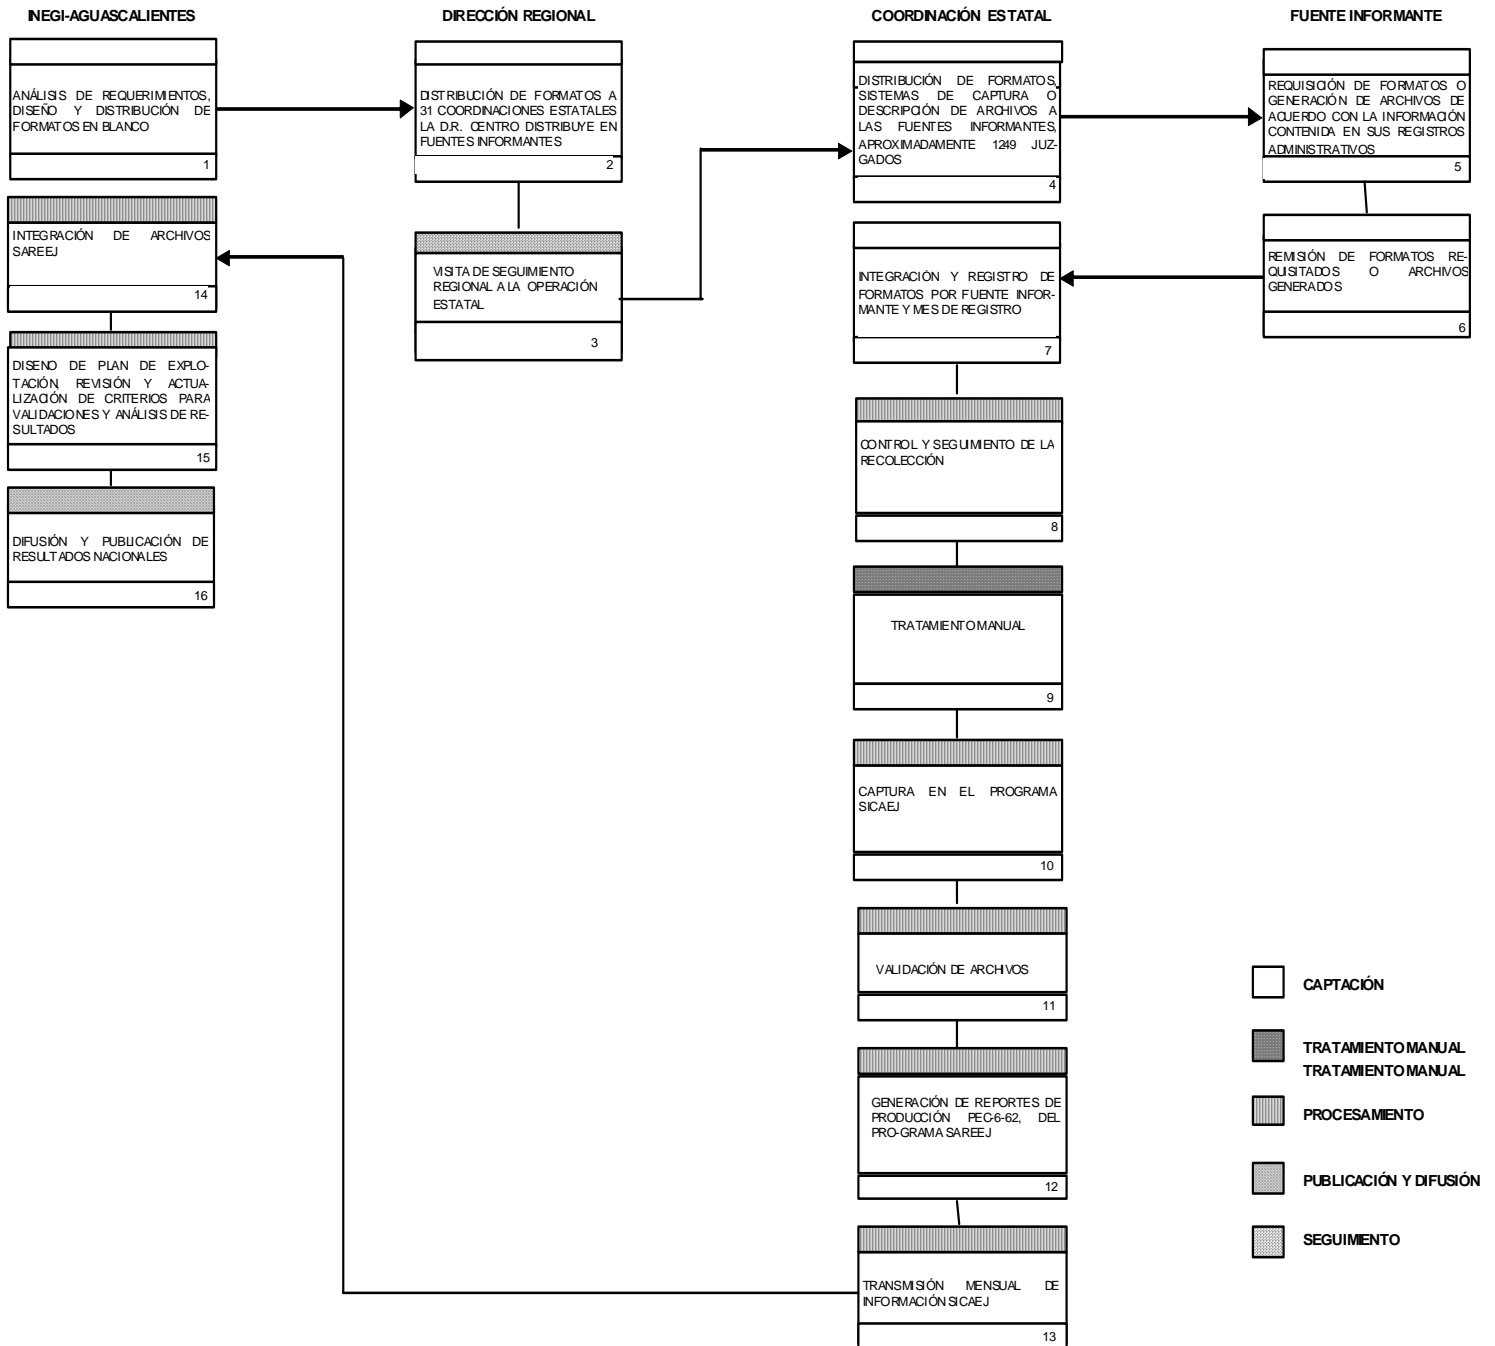 INEGI-AGUASCALIENTES
DIRECCIÓN REGIONAL
COORDINACIÓN ESTATAL
FUENTE INFORMANTE
ANÁLISIS DE REQUERIMIENTOS,
DISEÑO Y DISTRIBUCIÓN DE
FORMATOS EN BLANCO
1
DISTRIBUCIÓN DE FORMATOS A
31 COORDINACIONES ESTATALES
LA D.R. CENTRO DISTRIBUYE EN
FUENTES INFORMANTES
2
VISITA DE SEGUIMIENTO
REGIONAL A LA OPERACIÓN
ESTATAL
3
DISTRIBUCIÓN DE FORMATOS,
SISTEMAS DE CAPTURA O
DESCRIPCIÓN DE ARCHIVOS A
LAS FUENTES INFORMANTES,
APROXIMADAMENTE 1249 JUZ-
GADOS
4
REQUISICIÓN DE FORMATOS O
GENERACIÓN DE ARCHIVOS DE
ACUERDO CON LA INFORMACIÓN
CONTENIDA EN SUS REGISTROS
ADMINISTRATIVOS
5
REMISIÓN DE FORMATOS RE-
QUISITADOS O ARCHIVOS
GENERADOS
6
INTEGRACIÓN Y REGISTRO DE
FORMATOS POR FUENTE INFOR-
MANTE Y MES DE REGISTRO
7
CONTROL Y SEGUIMIENTO DE LA
RECOLECCIÓN
8
TRATAMIENTO MANUAL
9
CAPTURA EN EL PROGRAMA
SICAEJ
10
VALIDACIÓN DE ARCHIVOS
11
GENERACIÓN DE REPORTES DE
PRODUCCIÓN PEC-6-62, DEL
PRO-GRAMA SAREEJ
12
TRANSMISIÓN MENSUAL DE
INFORMACIÓN SICAEJ
13
INTEGRACIÓN DE ARCHIVOS
SAREEJ
14
DISENO DE PLAN DE EXPLO-
TACIÓN, REVISIÓN Y ACTUA-
LIZACIÓN DE CRITERIOS PARA
VALIDACIONES Y ANÁLISIS DE RE-
SULTADOS
15
DIFUSIÓN Y PUBLICACIÓN DE
RESULTADOS NACIONALES
16
CAPTACIÓN
TRATAMIENTO MANUAL
TRATAMIENTO MANUAL
PROCESAMIENTO
PUBLICACIÓN Y DIFUSIÓN
SEGUIMIENTO